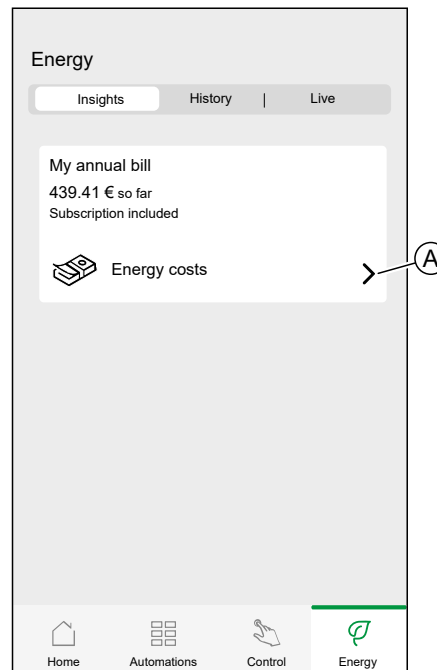 Energy
Insights History | Live
My annual bill
439.41 € so far
Subscription included
Energy costs
A
Home Automations Control Energy